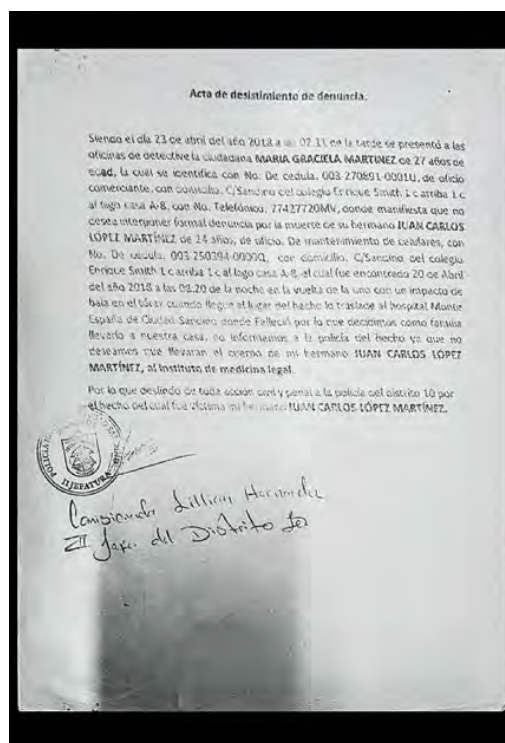 Acta de desistimiento de denuncia.
Siendo el día 23 de abril del año 2018 a las 02.11 de la tarde se presentó a las
oficinas de detective la ciudadana MARIA GRACIELA MARTINEZ de 27 años de
edad, la cual se identifica con No. De cedula. 003-270691-0001U, de oficio
comerciante, con domicilio. C/Sandino del colegio Enrique Smith 1 c arriba 1 c
al lago casa A-8, con No. Telefónico, 77427720MV, donde manifiesta que no
desea interponer formal denuncia por la muerte de su hermano JUAN CARLOS
LÓPEZ MARTÍNEZ de 24 años, de oficio. De mantenimiento de celulares, con
No. De cedula. con domicilio. C/Sandino del colegio
Enrique Smith 1 c arriba 1 c al lago casa A-8, el cual fue encontrado 20 de Abril
del año 2018 a las 08.20 de la noche en la vuelta de la uno con un impacto de
bala en el tórax cuando llegue al lugar del hecho lo traslade al hospital Monte
España de Ciudad Sandino donde Falleció por lo que decidimos como familia
llevarlo a nuestra casa, no informamos a la policía del hecho ya que no
deseamos que llevaran el cuerpo de mi hermano JUAN CARLOS LÓPEZ
MARTÍNEZ, al instituto de medicina legal.
Por lo que deslindo de toda acción civil y penal a la policía del distrito 10 por
el hecho del cual fue víctima mi hermano JUAN CARLOS LÓPEZ MARTÍNEZ.
POLICIA
II JEFATURA
Comisionada Lillian Hernandez
II Jefe del Distrito